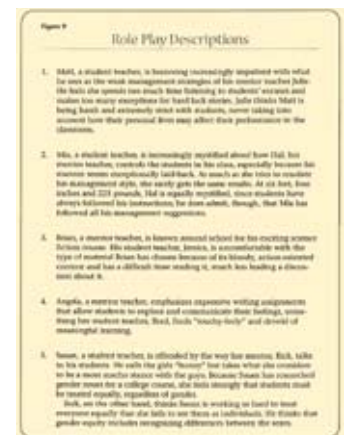 Figure 9
Role Play Descriptions
1. Matt, a student teacher, is becoming increasingly impatient with what
he sees as the weak management strategies of his mentor teacher Julie.
He feels she spends too much time listening to students' excuses and
makes too many exceptions for hard luck stories. Julie thinks Matt is
being harsh and extremely strict with students, never taking into
account how their personal lives may affect their performance in the
classroom.
2. Mia, a student teacher, is increasingly mystified about how Hal, her
mentor teacher, controls the students in his class, especially because his
manner seems exceptionally laid-back. As much as she tries to emulate
his management style, she rarely gets the same results. At six feet, four
inches and 225 pounds, Hal is equally mystified, since students have
always followed his instructions; he does admit, though, that Mia has
followed all his management suggestions.
3. Brian, a mentor teacher, is known around school for his exciting science
fiction course. His student teacher, Jessica, is uncomfortable with the
type of material Brian has chosen because of its bloody, action-oriented
content and has a difficult time reading it, much less leading a discus-
sion about it.
4. Angela, a mentor teacher, emphasizes expressive writing assignments
that allow students to explore and communicate their feelings, some-
thing her student teacher, Brad, finds "touchy-feely" and devoid of
meaningful learning.
5. Susan, a student teacher, is offended by the way her mentor, Rick, talks
to his students. He calls the girls "honey" but takes what she considers
to be a more macho stance with the guys. Because Susan has researched
gender issues for a college course, she feels strongly that students must
be treated equally, regardless of gender.
Rick, on the other hand, thinks Susan is working so hard to treat
everyone equally that she fails to see them as individuals. He thinks that
gender equity includes recognizing differences between the sexes.